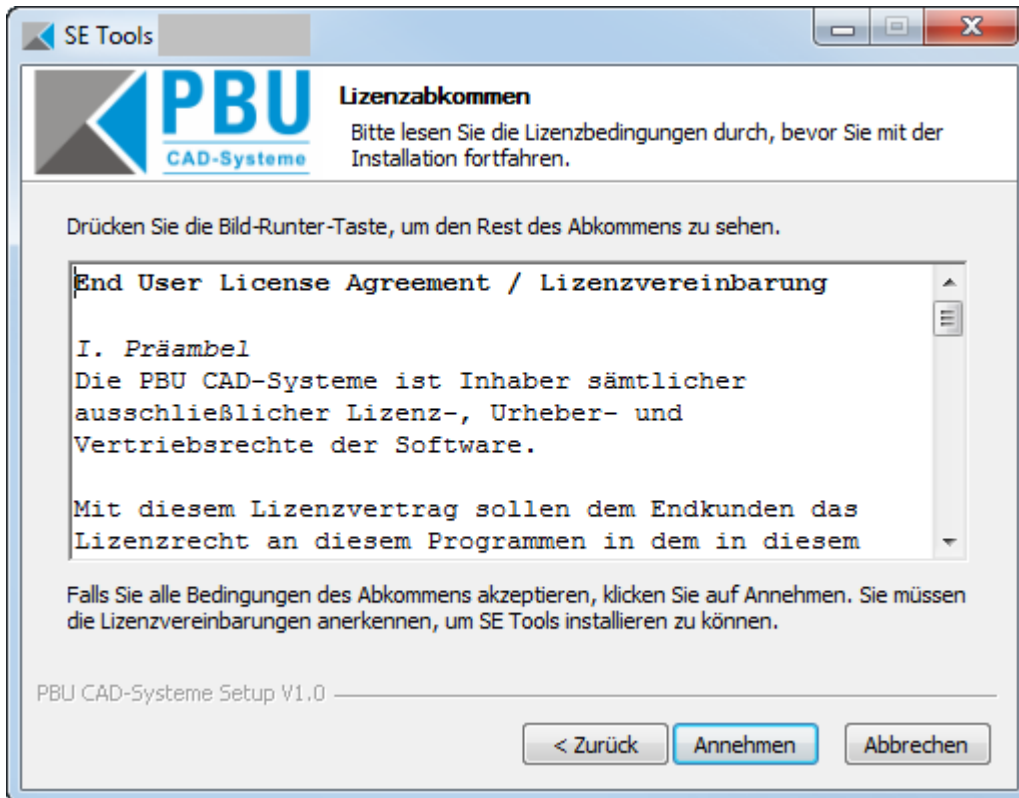 SE Tools
PBU
CAD-Systeme
Lizenzabkommen
Bitte lesen Sie die Lizenzbedingungen durch, bevor Sie mit der
Installation fortfahren.
Drücken Sie die Bild-Runter-Taste, um den Rest des Abkommens zu sehen.
End User License Agreement / Lizenzvereinbarung
I. Präambel
Die PBU CAD-Systeme ist Inhaber sämtlicher
ausschließlicher Lizenz-, Urheber- und
Vertriebsrechte der Software.
Mit diesem Lizenzvertrag sollen dem Endkunden das
Lizenzrecht an diesem Programmen in dem in diesem
Falls Sie alle Bedingungen des Abkommens akzeptieren, klicken Sie auf Annehmen. Sie müssen
die Lizenzvereinbarungen anerkennen, um SE Tools installieren zu können.
PBU CAD-Systeme Setup V1.0
< Zurück
Annehmen
Abbrechen